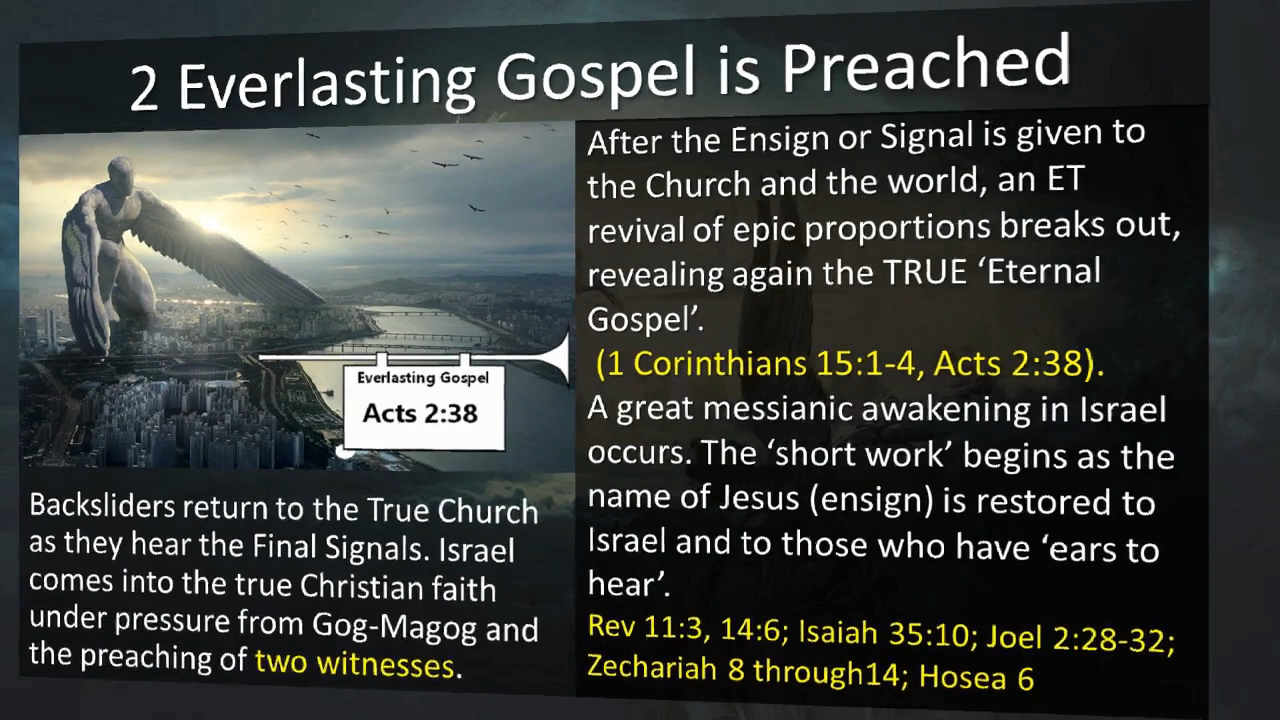 2 Everlasting Gospel is Preached
Everlasting Gospel
Acts 2:38
Backsliders return to the True Church
as they hear the Final Signals. Israel
comes into the true Christian faith
under pressure from Gog-Magog and
the preaching of two witnesses.
After the Ensign or Signal is given to
the Church and the world, an ET
revival of epic proportions breaks out,
revealing again the TRUE ‘Eternal
Gospel’.
(1 Corinthians 15:1-4, Acts 2:38).
A great messianic awakening in Israel
occurs. The ‘short work’ begins as the
name of Jesus (ensign) is restored to
Israel and to those who have ‘ears to
hear’.
Rev 11:3, 14:6; Isaiah 35:10; Joel 2:28-32;
Zechariah 8 through14; Hosea 6